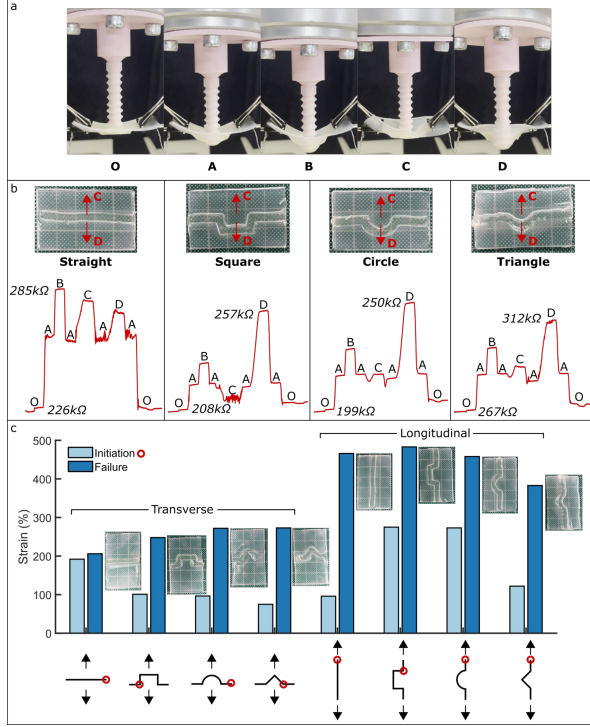 a
O A B C D
b
C C C C
D D D D
Straight Square Circle Triangle
285kΩ B C D A A A O O 226kΩ
257kΩ D B A A C A A O O 208kΩ
250kΩ D B A A C A A O O 199kΩ
312kΩ D B A A C A A O O 267kΩ
c
500
400
300
200
100
0
Strain (%)
Initiation
Failure
Transverse
Longitudinal